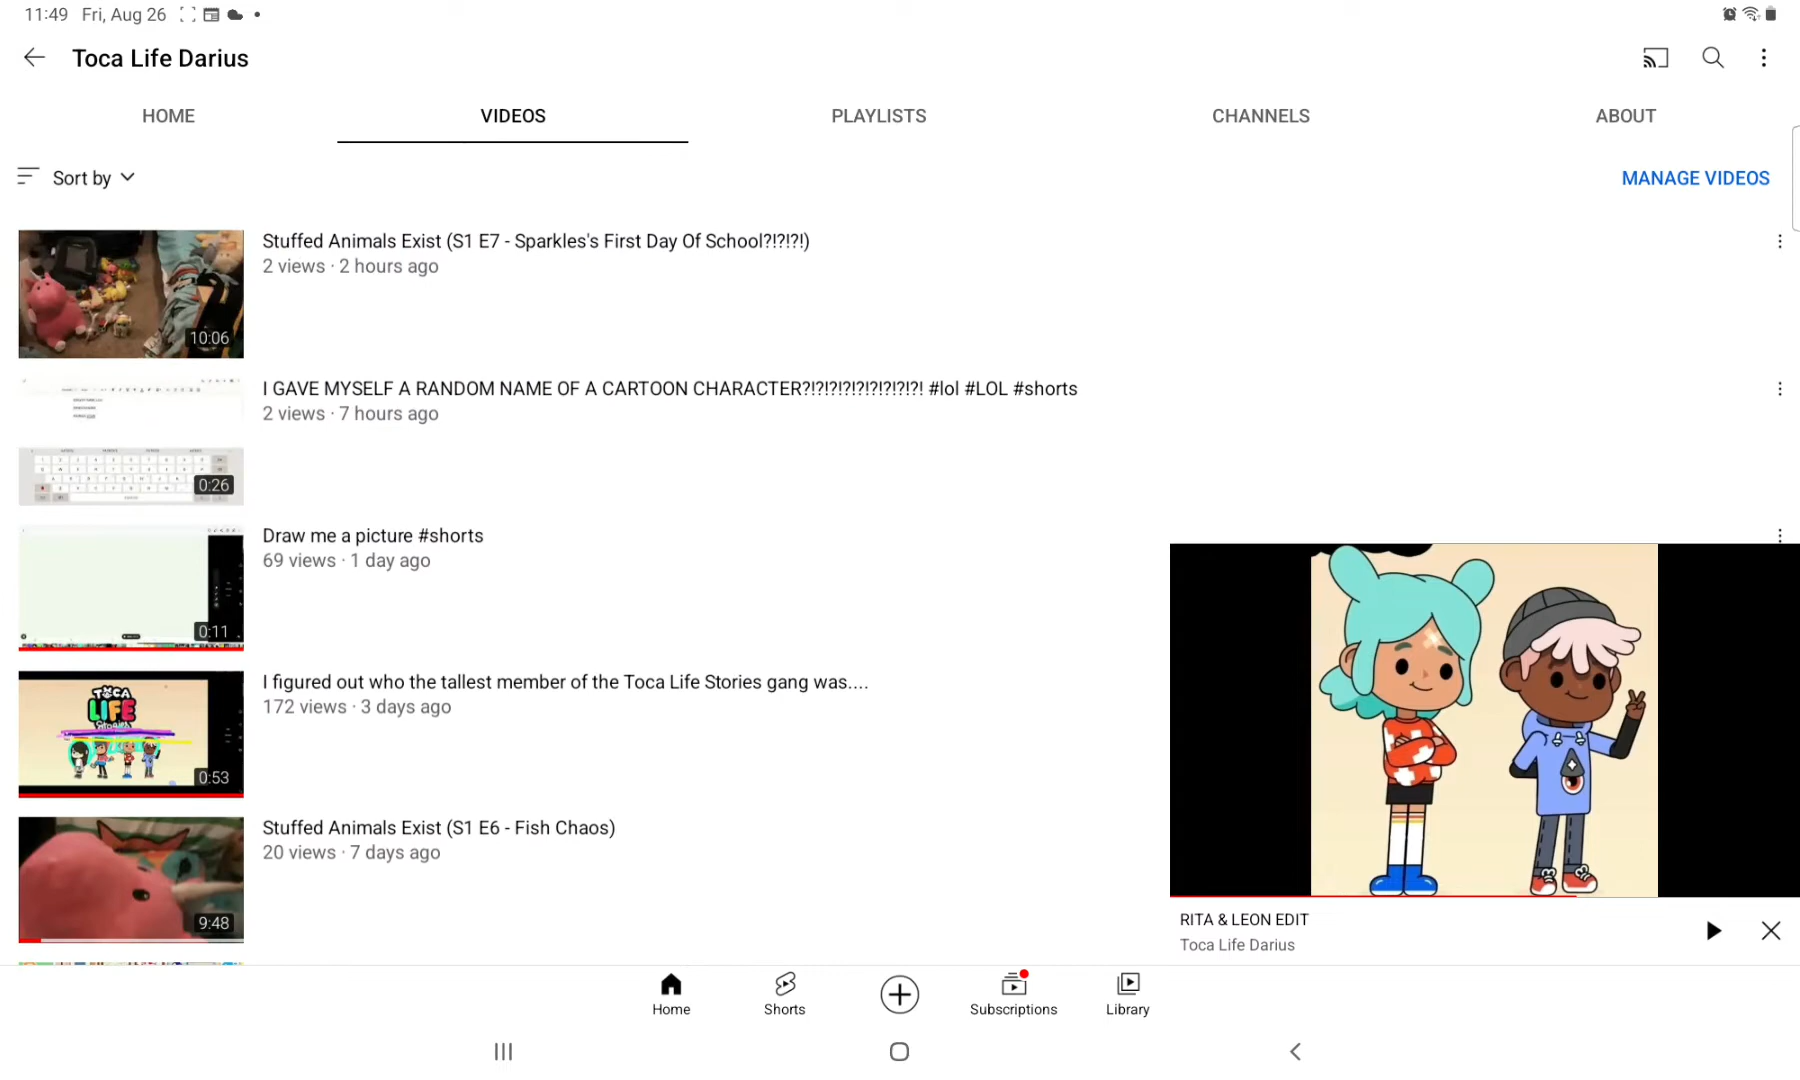 11:49 Fri, Aug 26
Toca Life Darius
HOME VIDEOS PLAYLISTS CHANNELS ABOUT
Sort by MANAGE VIDEOS
Stuffed Animals Exist (S1 E7 - Sparkles's First Day Of School?!?!?!)
2 views · 2 hours ago
10:06
I GAVE MYSELF A RANDOM NAME OF A CARTOON CHARACTER?!?!?!?!?!?!?!?!?! #lol #LOL #shorts
2 views · 7 hours ago
0:26
Draw me a picture #shorts
69 views · 1 day ago
0:11
I figured out who the tallest member of the Toca Life Stories gang was....
172 views · 3 days ago
TOCA
LIFE
Stories
0:53
Stuffed Animals Exist (S1 E6 - Fish Chaos)
20 views · 7 days ago
9:48
RITA & LEON EDIT
Toca Life Darius
Home Shorts Subscriptions Library